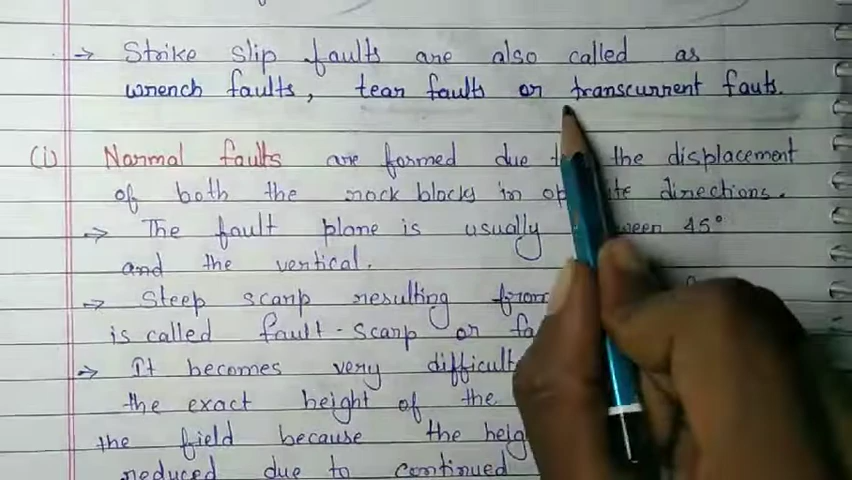 → Strike slip faults are also called as
wrench faults, tear faults or transcurrent fauts.
(i) Normal faults are formed due the displacement
of both the rock blocks in directions.
→ The fault plane is usually 45°
and the vertical.
→ Steep scarp resulting from
is called fault-scarp or
→ It becomes very difficult
the exact height of the
the field because the
reduced due to continued